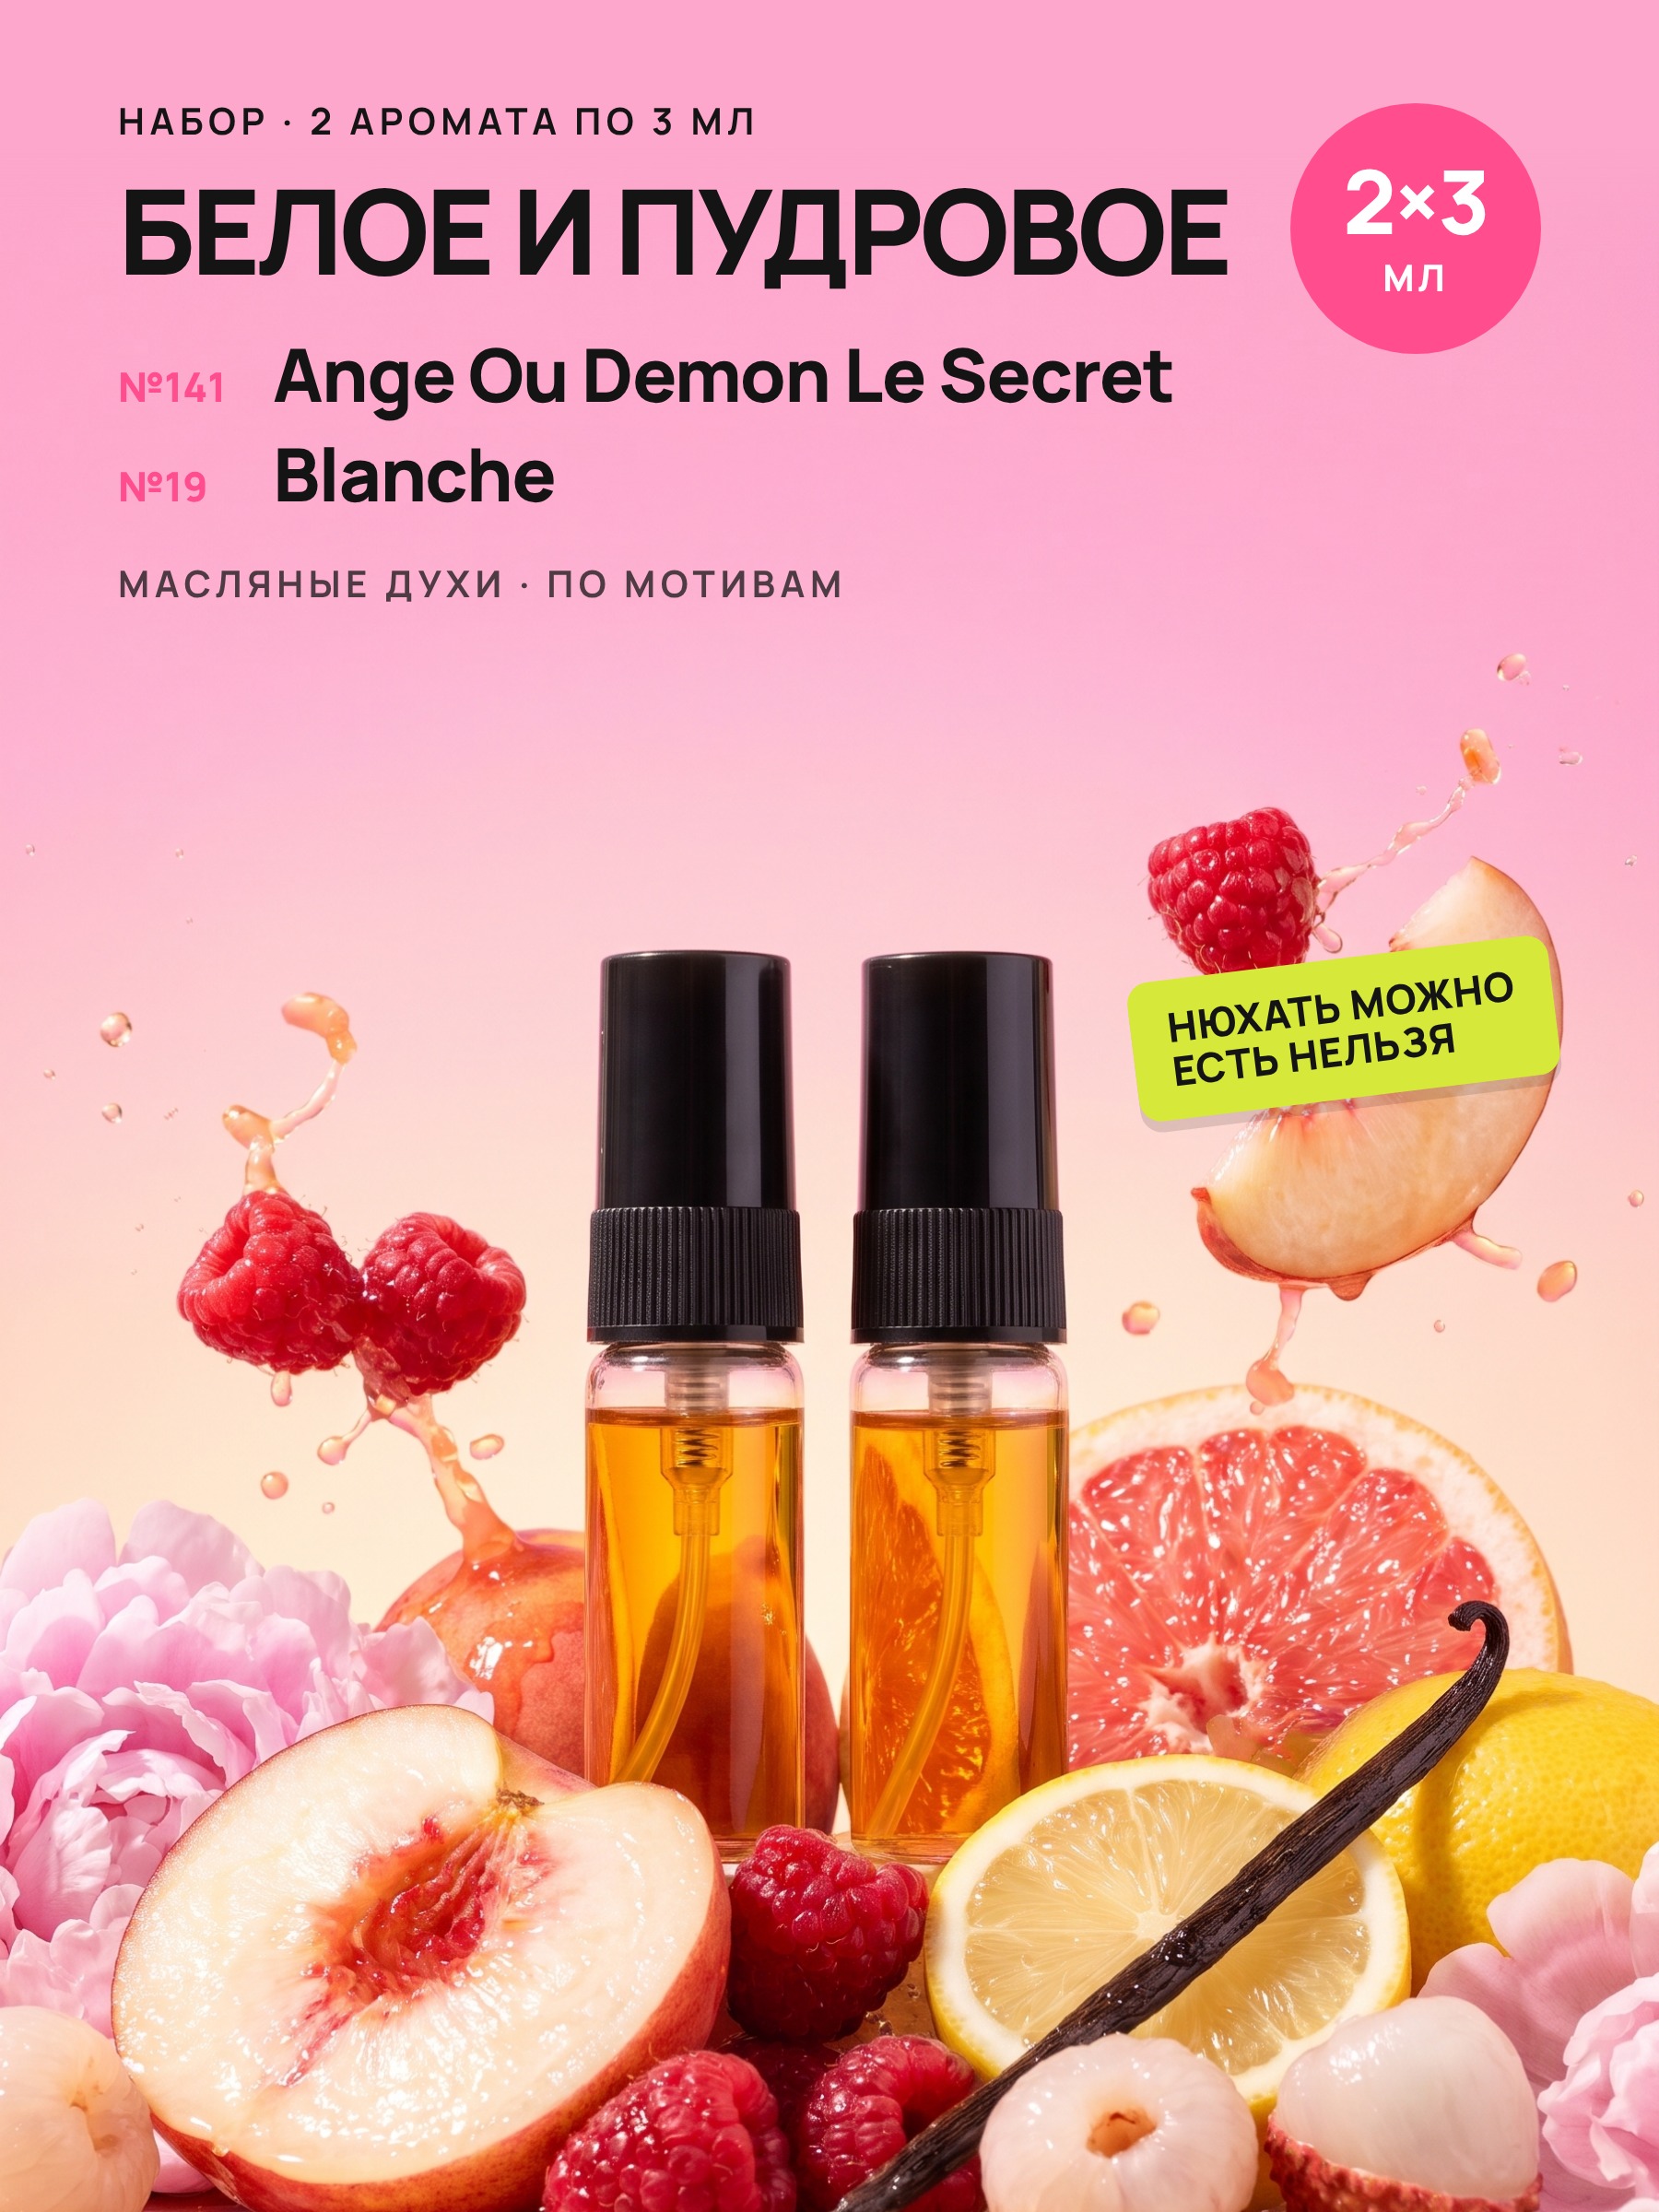 НАБОР · 2 АРОМАТА ПО 3 МЛ
БЕЛОЕ И ПУДРОВОЕ
2×3
МЛ
№141 Ange Ou Demon Le Secret
№19 Blanche
МАСЛЯНЫЕ ДУХИ · ПО МОТИВАМ
НЮХАТЬ МОЖНО
ЕСТЬ НЕЛЬЗЯ